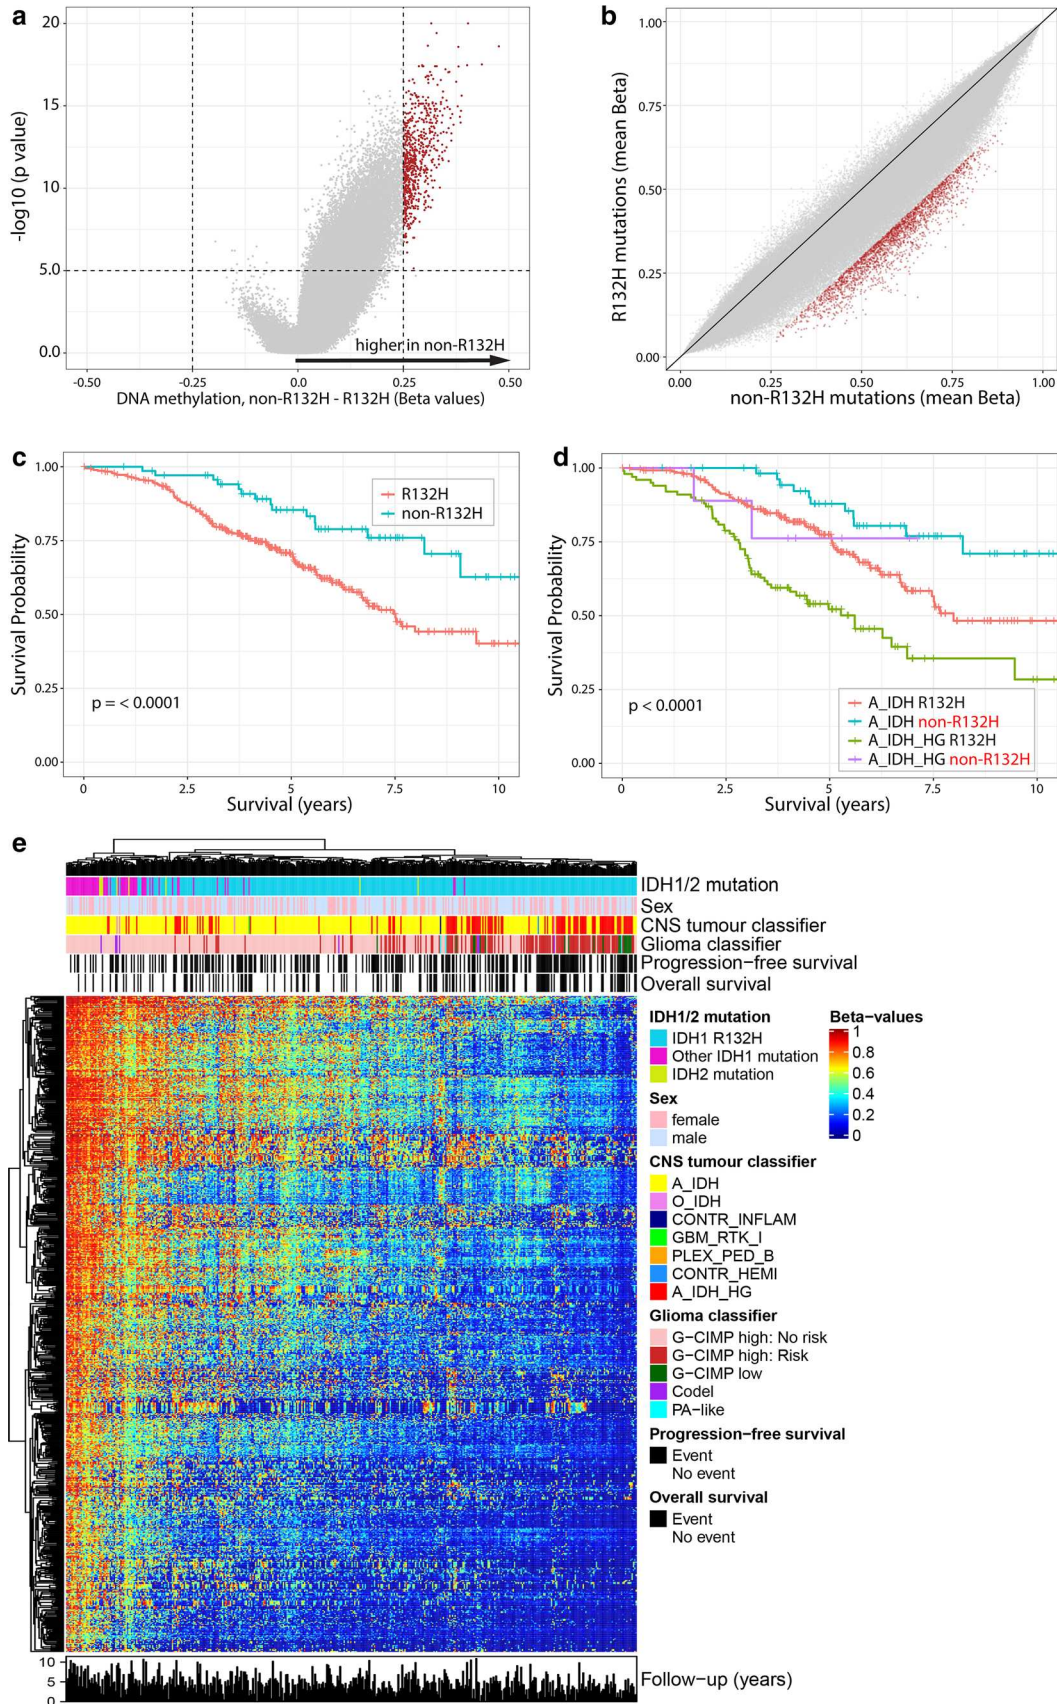 a
20
15
10
5.0
0.0
-log10 (p value)
higher in non-R132H
-0.50
-0.25
0.0
0.25
0.50
DNA methylation, non-R132H - R132H (Beta values)
b
1.00
0.75
0.50
0.25
0.00
R132H mutations (mean Beta)
0.00
0.25
0.50
0.75
1.00
non-R132H mutations (mean Beta)
c
1.00
0.75
0.50
0.25
0.00
Survival Probability
R132H
non-R132H
p = < 0.0001
0
2.5
5.0
7.5
10
Survival (years)
d
1.00
0.75
0.50
0.25
0.00
Survival Probability
p < 0.0001
A_IDH R132H
A_IDH non-R132H
A_IDH_HG R132H
A_IDH_HG non-R132H
0
2.5
5.0
7.5
10
Survival (years)
e
IDH1/2 mutation
Sex
CNS tumour classifier
Glioma classifier
Progression-free survival
Overall survival
IDH1/2 mutation
IDH1 R132H
Other IDH1 mutation
IDH2 mutation
Sex
female
male
CNS tumour classifier
A_IDH
O_IDH
CONTR_INFLAM
GBM_RTK_I
PLEX_PED_B
CONTR_HEMI
A_IDH_HG
Glioma classifier
G-CIMP high: No risk
G-CIMP high: Risk
G-CIMP low
Codel
PA-like
Progression-free survival
Event
No event
Overall survival
Event
No event
Beta-values
1
0.8
0.6
0.4
0.2
0
10
5
0
Follow-up (years)